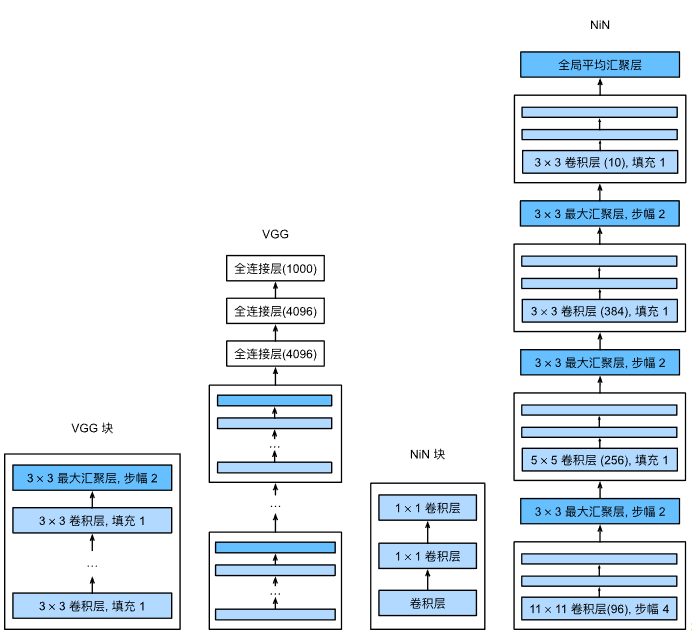 VGG 块
3 × 3 最大汇聚层, 步幅 2
3 × 3 卷积层, 填充 1
...
3 × 3 卷积层, 填充 1
VGG
全连接层(1000)
全连接层(4096)
全连接层(4096)
...
...
...
NiN 块
1 × 1 卷积层
1 × 1 卷积层
卷积层
NiN
全局平均汇聚层
3 × 3 卷积层 (10), 填充 1
3 × 3 最大汇聚层, 步幅 2
3 × 3 卷积层 (384), 填充 1
3 × 3 最大汇聚层, 步幅 2
5 × 5 卷积层 (256), 填充 1
3 × 3 最大汇聚层, 步幅 2
11 × 11 卷积层(96), 步幅 4